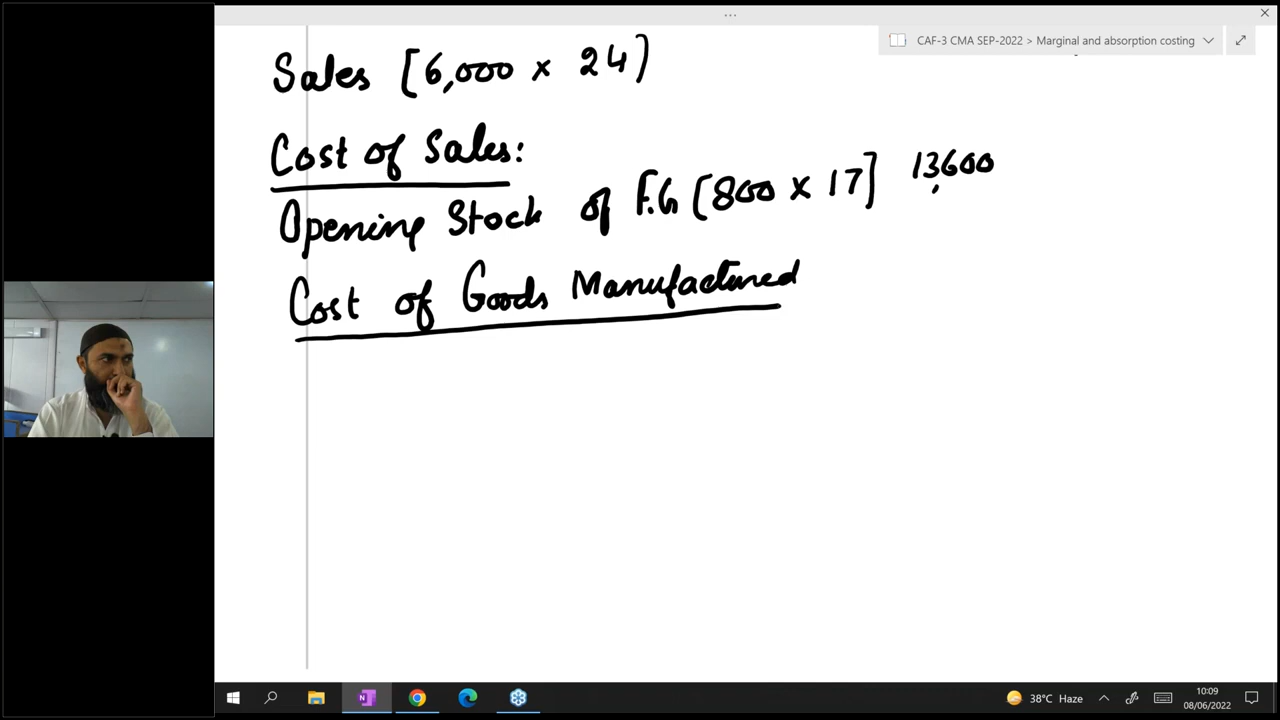 CAF-3 CMA SEP-2022 > Marginal and absorption costing
Sales [6,000 × 24)
Cost of Sales:
Opening Stock of F.G [800 × 17] 13,600
Cost of Goods Manufactured
38°C Haze
10:09
08/06/2022